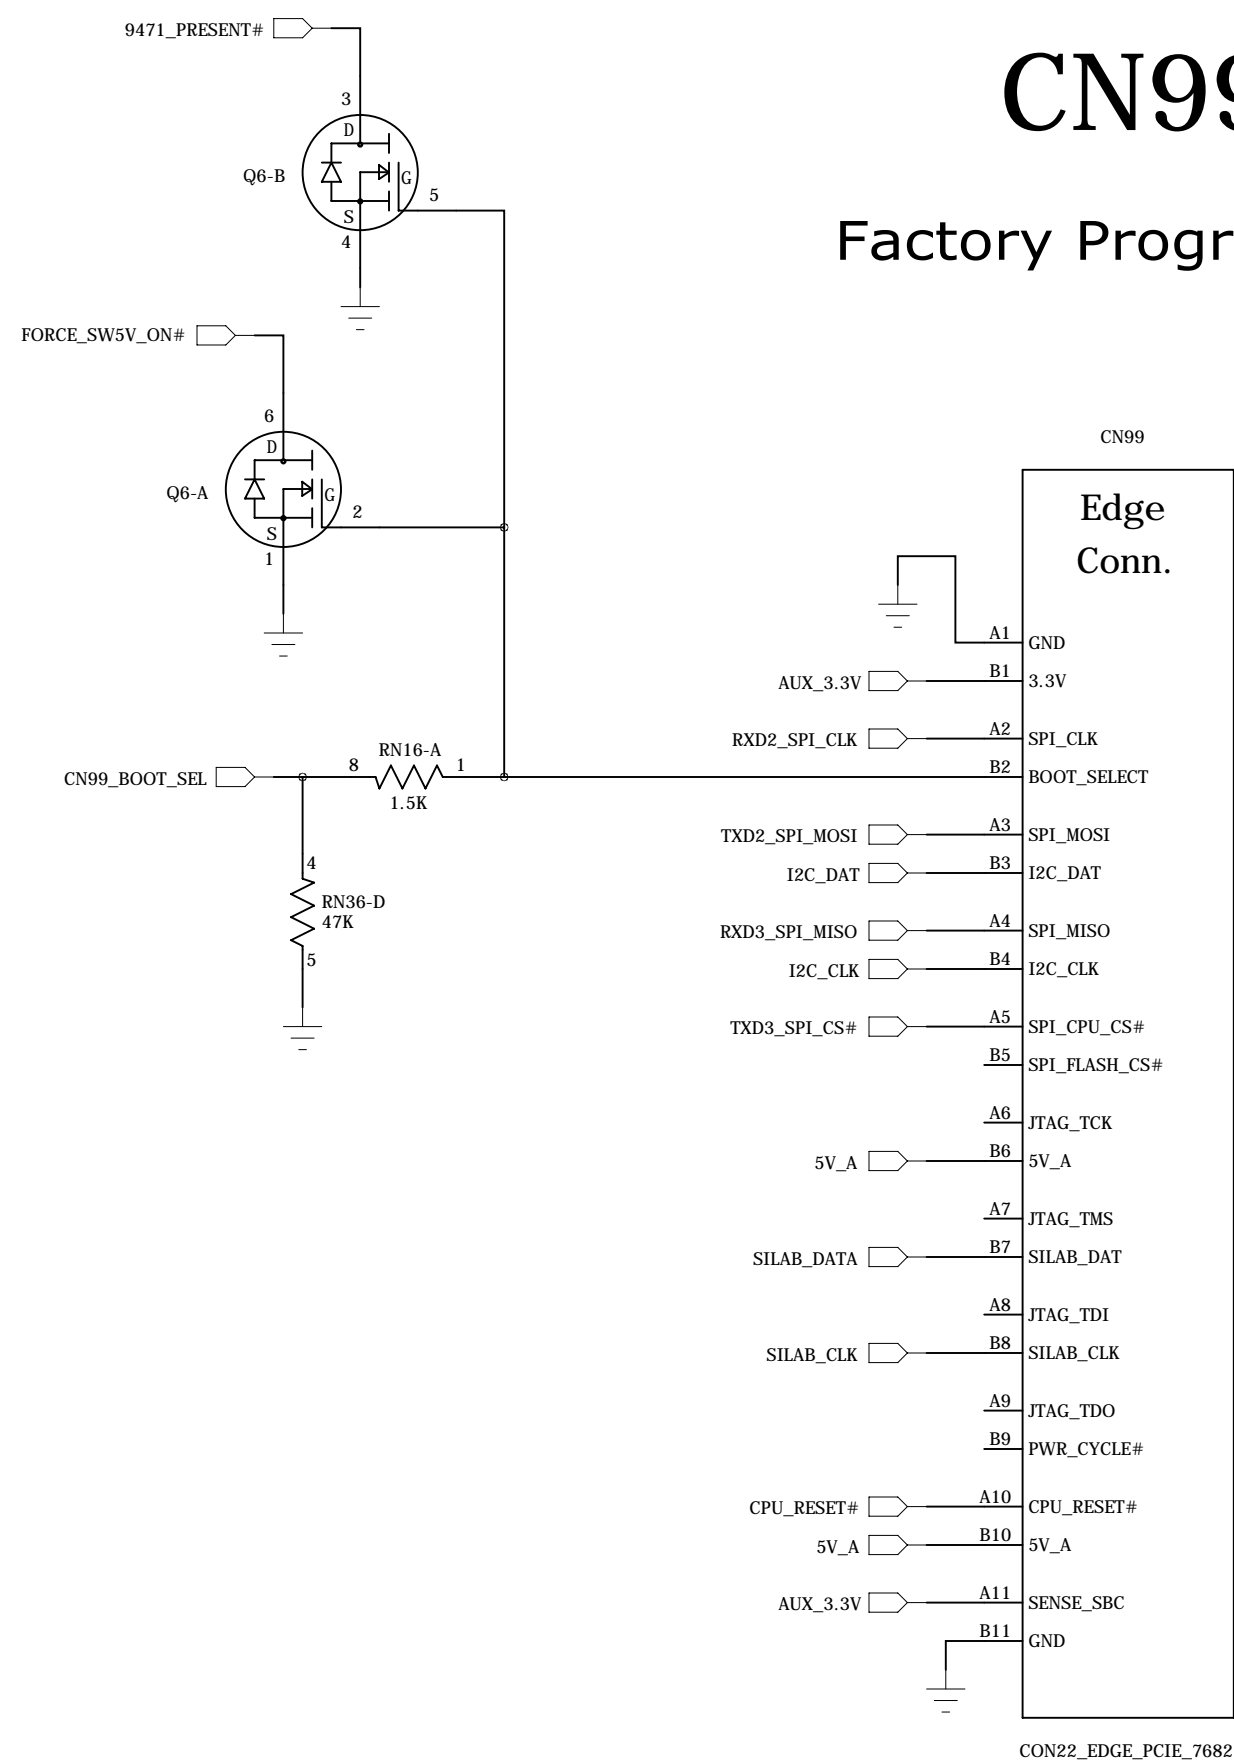 9471_PRESENT#
CN99
3
D
Q6-B
G
5
S
4
Factory Progr
FORCE_SW5V_ON#
6
D
Q6-A
G
2
S
1
CN99
Edge
Conn.
A1 GND
AUX_3.3V B1 3.3V
RXD2_SPI_CLK A2 SPI_CLK
CN99_BOOT_SEL 8 RN16-A 1 B2 BOOT_SELECT
1.5K
TXD2_SPI_MOSI A3 SPI_MOSI
4
I2C_DAT B3 I2C_DAT
RN36-D
47K
RXD3_SPI_MISO A4 SPI_MISO
5
I2C_CLK B4 I2C_CLK
TXD3_SPI_CS# A5 SPI_CPU_CS#
B5 SPI_FLASH_CS#
A6 JTAG_TCK
5V_A B6 5V_A
A7 JTAG_TMS
SILAB_DATA B7 SILAB_DAT
A8 JTAG_TDI
SILAB_CLK B8 SILAB_CLK
A9 JTAG_TDO
B9 PWR_CYCLE#
CPU_RESET# A10 CPU_RESET#
5V_A B10 5V_A
AUX_3.3V A11 SENSE_SBC
B11 GND
CON22_EDGE_PCIE_7682